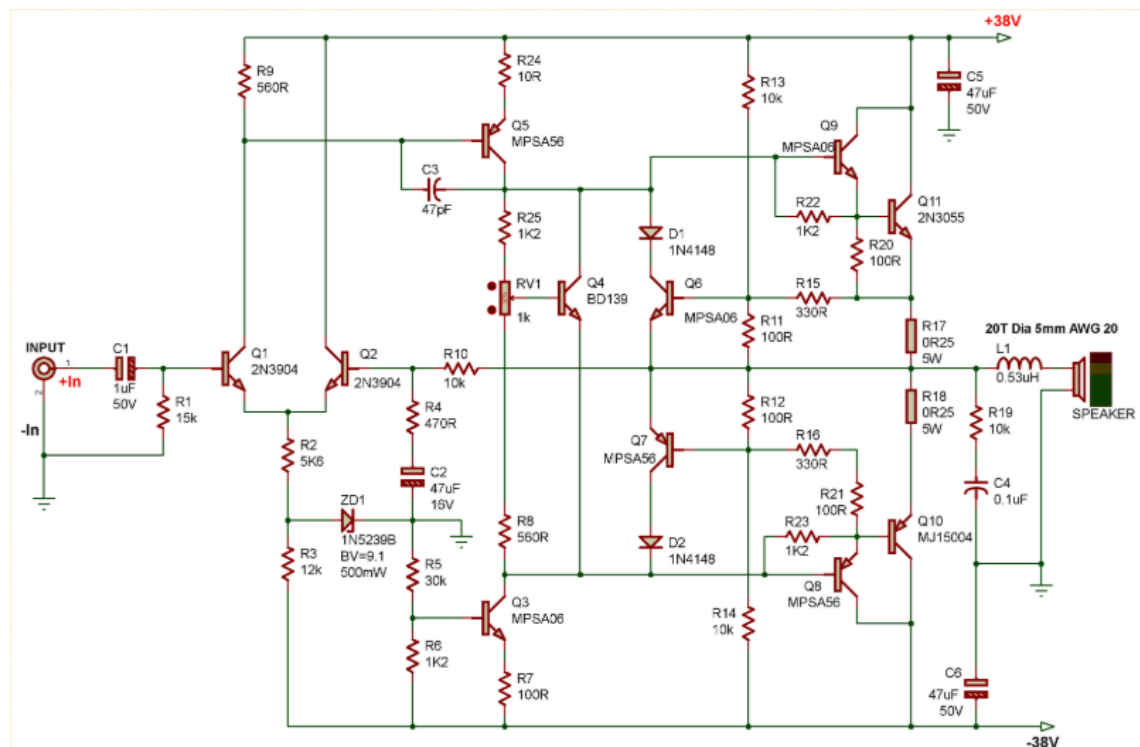 +38V
R9
560R
R24
10R
R13
10k
C5
47uF
50V
Q5
MPSA56
Q9
MPSA06
C3
47pF
R25
1K2
R22
1K2
Q11
2N3055
D1
1N4148
R20
100R
RV1
1k
Q4
BD139
Q6
MPSA06
R15
330R
R11
100R
R17
0R25
5W
20T Dia 5mm AWG 20
L1
0.53uH
INPUT
1
+In
2
-In
C1
1uF
50V
Q1
2N3904
Q2
2N3904
R10
10k
R1
15k
R4
470R
R12
100R
R18
0R25
5W
SPEAKER
R19
10k
R2
5K6
Q7
MPSA56
R16
330R
C2
47uF
16V
R21
100R
C4
0.1uF
ZD1
1N5239B
BV=9.1
500mW
R8
560R
D2
1N4148
R23
1K2
Q10
MJ15004
R3
12k
R5
30k
Q3
MPSA06
Q8
MPSA56
R14
10k
R6
1K2
R7
100R
C6
47uF
50V
-38V